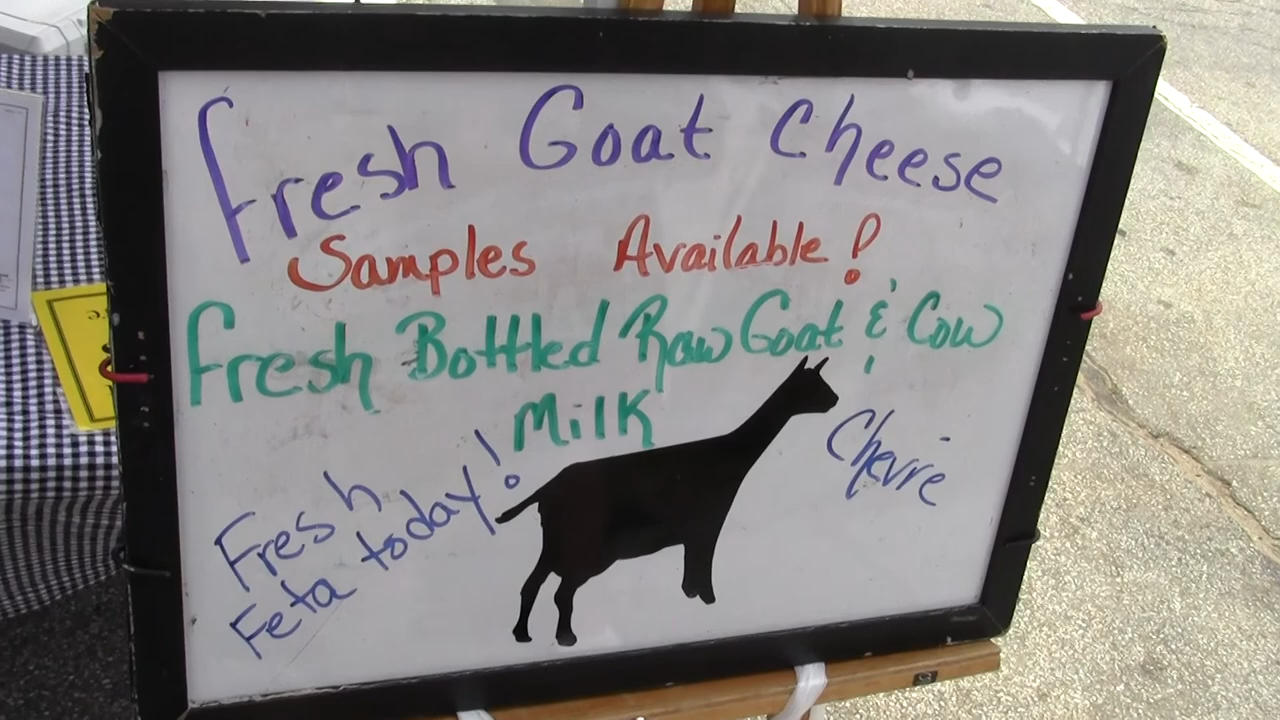 Fresh Goat Cheese
Samples Available!
Fresh Bottled Raw Goat & Cow
Milk
Chevre
Fresh
Feta today!